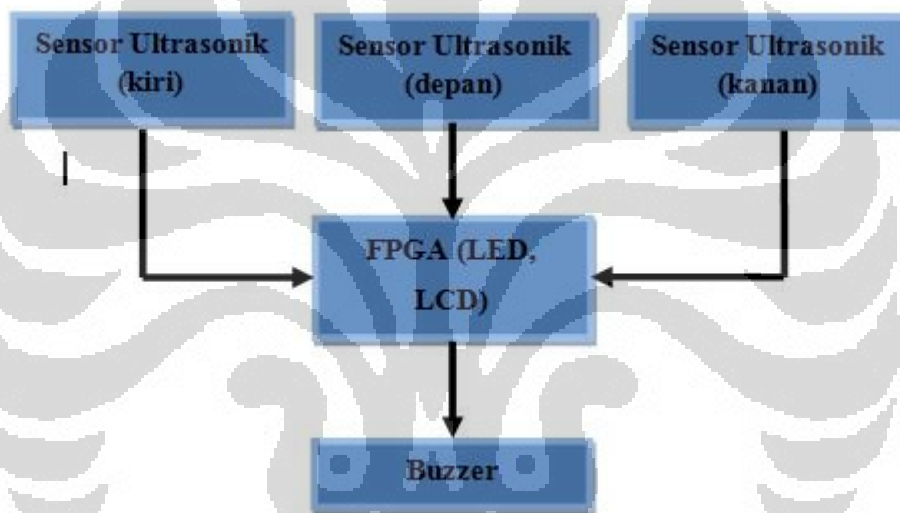 Sensor Ultrasonik
(kiri)
Sensor Ultrasonik
(depan)
Sensor Ultrasonik
(kanan)
FPGA (LED,
LCD)
Buzzer